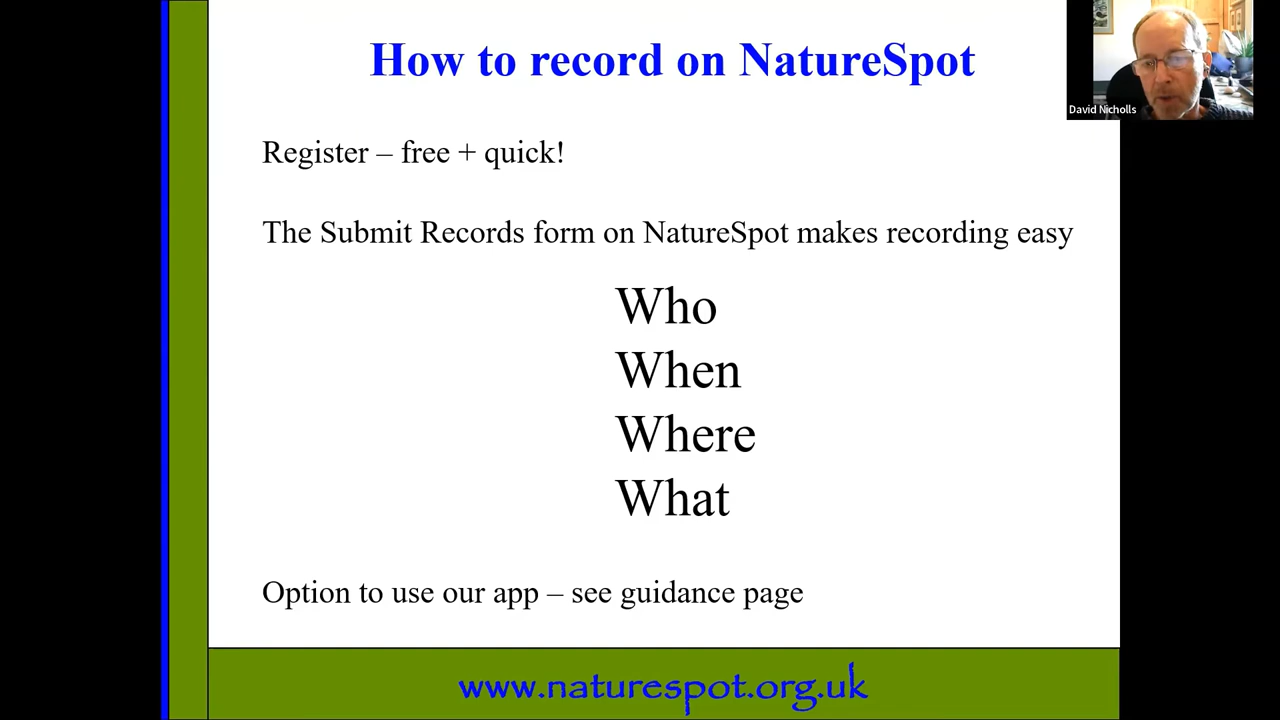 How to record on NatureSpot
David Nicholls
Register – free + quick!
The Submit Records form on NatureSpot makes recording easy
Who
When
Where
What
Option to use our app – see guidance page
www.naturespot.org.uk